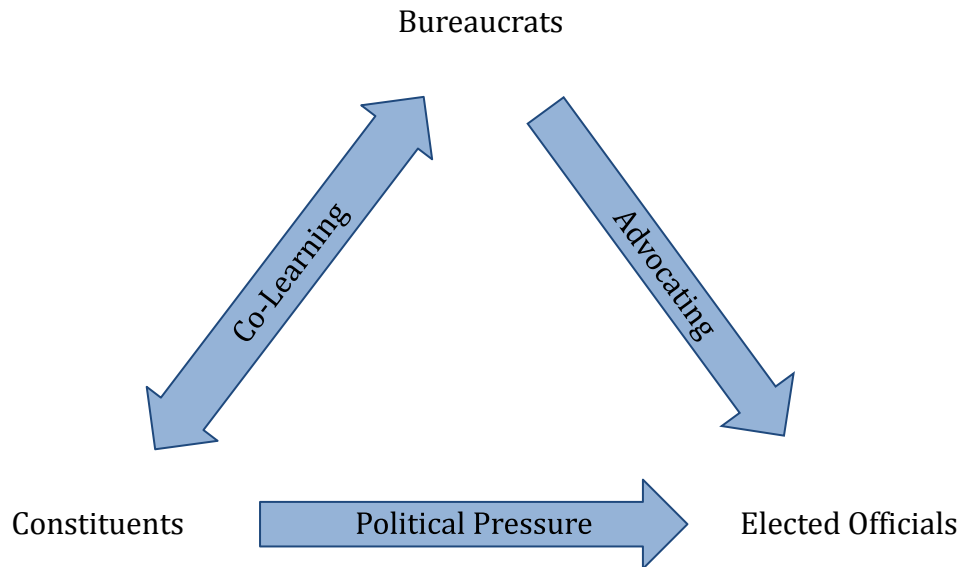 Bureaucrats
Co-Learning
Advocating
Constituents
Political Pressure
Elected Officials